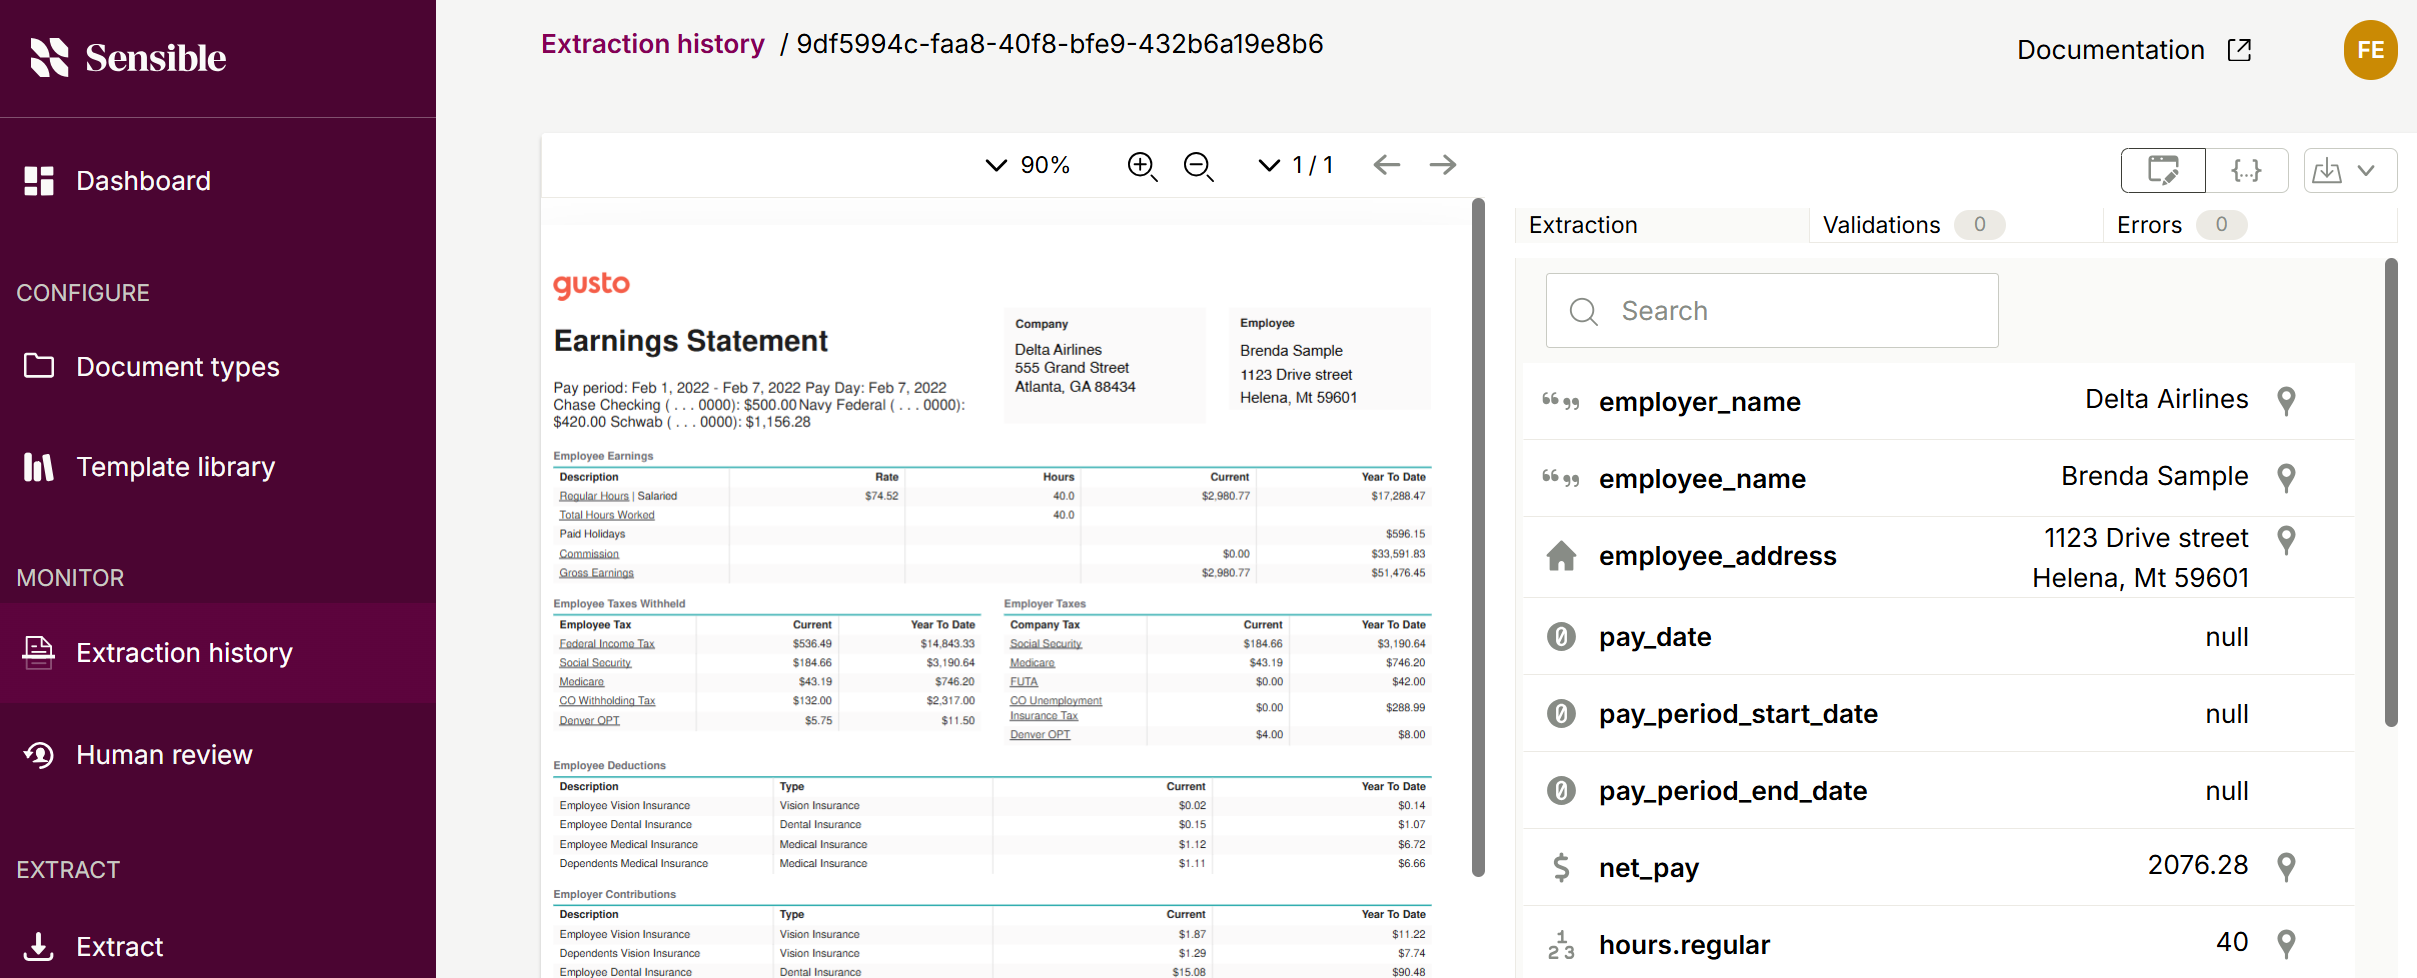 Sensible
Extraction history / 9df5994c-faa8-40f8-bfe9-432b6a19e8b6
Documentation
FE
Dashboard
CONFIGURE
Document types
Template library
MONITOR
Extraction history
Human review
EXTRACT
Extract
90%
1 / 1
{...}
gusto
Earnings Statement
Pay period: Feb 1, 2022 - Feb 7, 2022 Pay Day: Feb 7, 2022
Chase Checking ( . . . 0000): $500.00 Navy Federal ( . . . 0000):
$420.00 Schwab ( . . . 0000): $1,156.28
Company
Delta Airlines
555 Grand Street
Atlanta, GA 88434
Employee
Brenda Sample
1123 Drive street
Helena, Mt 59601
Employee Earnings
Description Rate Hours Current Year To Date
Regular Hours | Salaried $74.52 40.0 $2,980.77 $17,288.47
Total Hours Worked 40.0
Paid Holidays $596.15
Commission $0.00 $33,591.83
Gross Earnings $2,980.77 $51,476.45
Employee Taxes Withheld
Employee Tax Current Year To Date
Federal Income Tax $536.49 $14,843.33
Social Security $184.66 $3,190.64
Medicare $43.19 $746.20
CO Withholding Tax $132.00 $2,317.00
Denver OPT $5.75 $11.50
Employer Taxes
Company Tax Current Year To Date
Social Security $184.66 $3,190.64
Medicare $43.19 $746.20
FUTA $0.00 $42.00
CO Unemployment
Insurance Tax $0.00 $288.99
Denver OPT $4.00 $8.00
Employee Deductions
Description Type Current Year To Date
Employee Vision Insurance Vision Insurance $0.02 $0.14
Employee Dental Insurance Dental Insurance $0.15 $1.07
Employee Medical Insurance Medical Insurance $1.12 $6.72
Dependents Medical Insurance Medical Insurance $1.11 $6.66
Employer Contributions
Description Type Current Year To Date
Employee Vision Insurance Vision Insurance $1.87 $11.22
Dependents Vision Insurance Vision Insurance $1.29 $7.74
Employee Dental Insurance Dental Insurance $15.08 $90.48
Extraction
Validations 0
Errors 0
Search
employer_name Delta Airlines
employee_name Brenda Sample
employee_address 1123 Drive street
Helena, Mt 59601
pay_date null
pay_period_start_date null
pay_period_end_date null
$ net_pay 2076.28
hours.regular 40